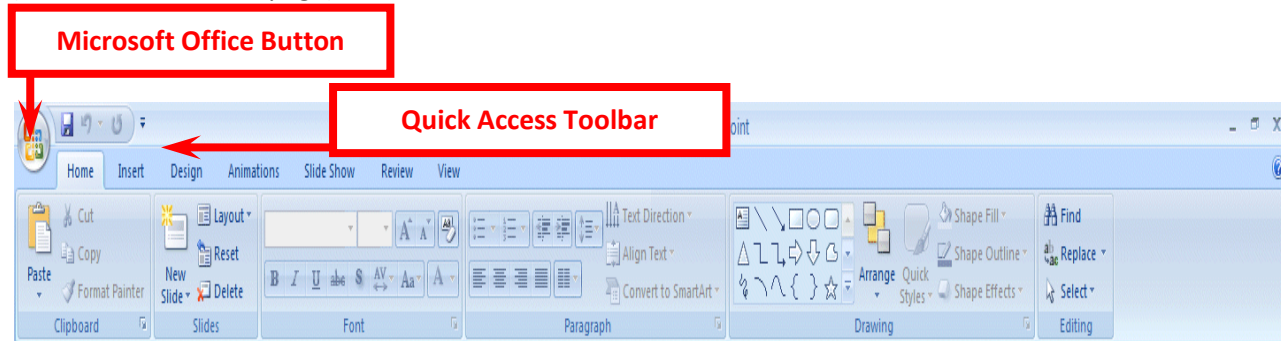 Microsoft Office Button
Quick Access Toolbar
oint
Home Insert Design Animations Slide Show Review View
Cut
Copy
Paste
Format Painter
Clipboard
Layout
Reset
New
Slide
Delete
Slides
A A
B I U abc S AV Aa A
Font
Text Direction
Align Text
Convert to SmartArt
Paragraph
Arrange
Quick
Styles
Shape Fill
Shape Outline
Shape Effects
Drawing
Find
Replace
Select
Editing